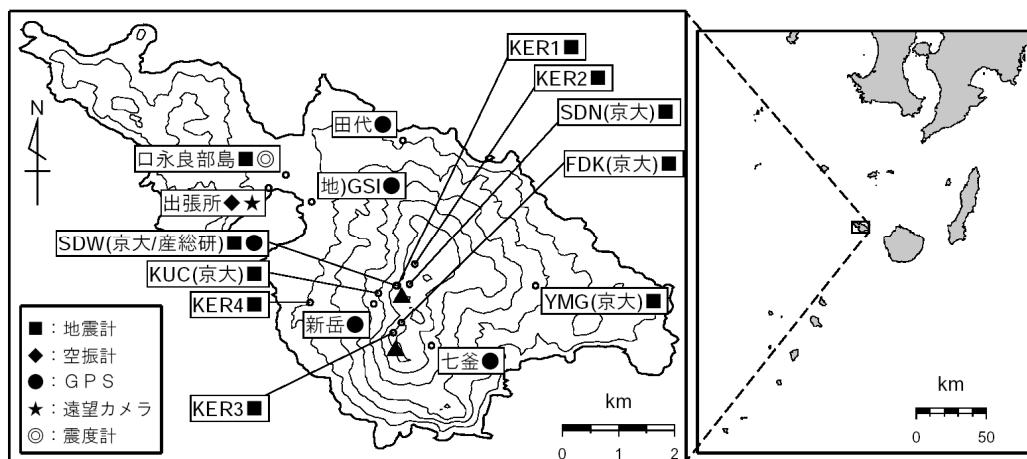 KER1■
KER2■
SDN(京大)■
FDK(京大)■
田代●
N
口永良部島■◎
地)GSI●
出張所◆★
SDW(京大/産総研)■●
KUC(京大)■
KER4■
新岳●
YMG(京大)■
七釜●
KER3■
■:地震計
◆:空振計
●:GPS
★:遠望カメラ
◎:震度計
km
0 1 2
km
0 50